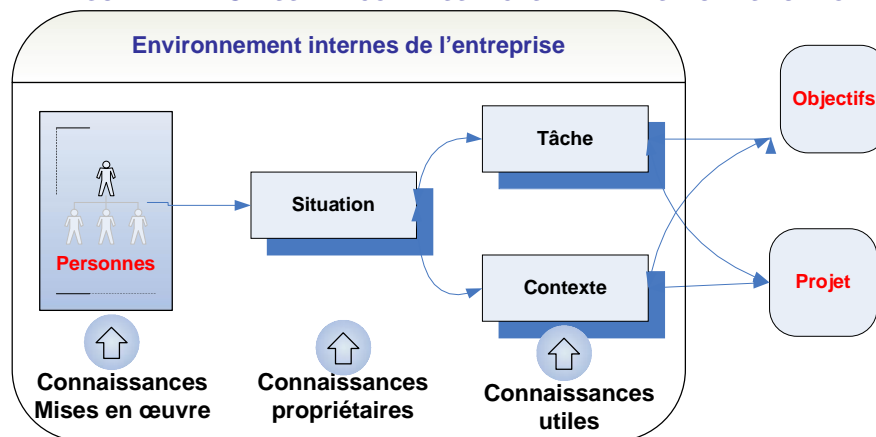 Environnement internes de l'entreprise
Objectifs
Tâche
Situation
Personnes
Contexte
Projet
Connaissances
Mises en œuvre
Connaissances
propriétaires
Connaissances
utiles